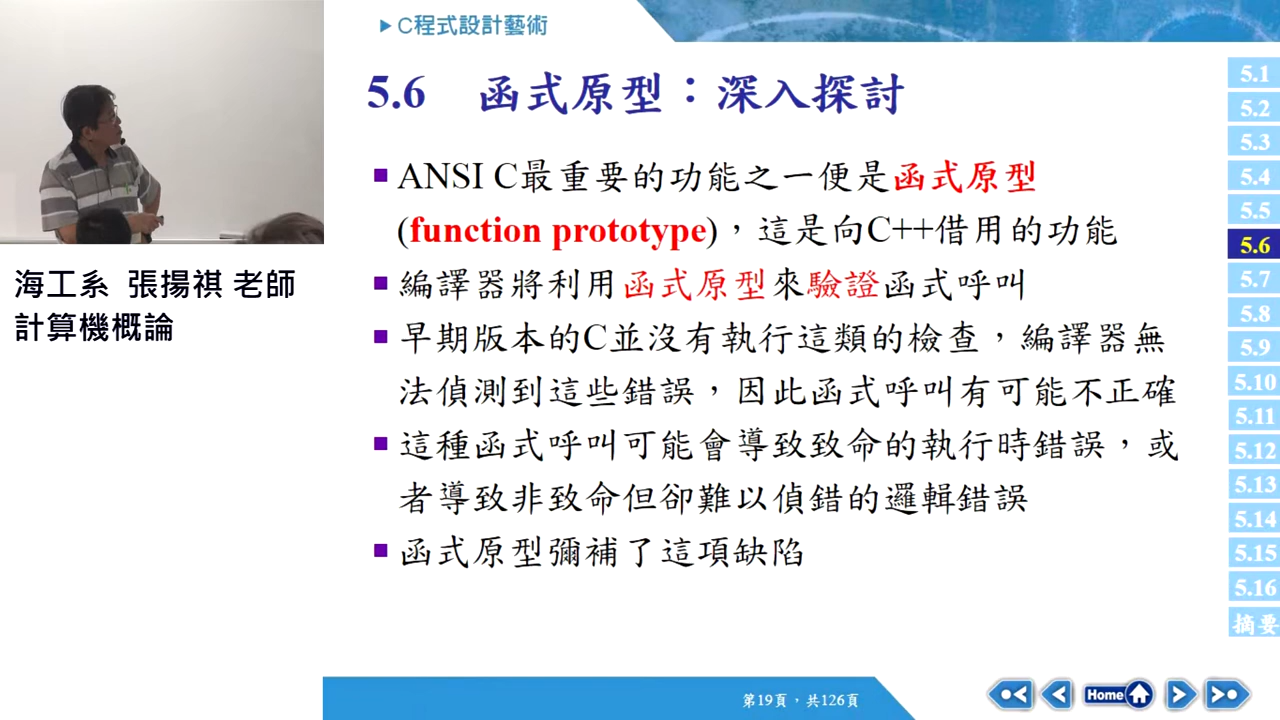 C程式設計藝術
5.6 函式原型：深入探討
ANSI C最重要的功能之一便是函式原型
(function prototype)，這是向C++借用的功能
編譯器將利用函式原型來驗證函式呼叫
早期版本的C並沒有執行這類的檢查，編譯器無
法偵測到這些錯誤，因此函式呼叫有可能不正確
這種函式呼叫可能會導致致命的執行時錯誤，或
者導致非致命但卻難以偵錯的邏輯錯誤
函式原型彌補了這項缺陷
海工系 張揚祺 老師
計算機概論
5.1
5.2
5.3
5.4
5.5
5.6
5.7
5.8
5.9
5.10
5.11
5.12
5.13
5.14
5.15
5.16
摘要
第19頁，共126頁
Home